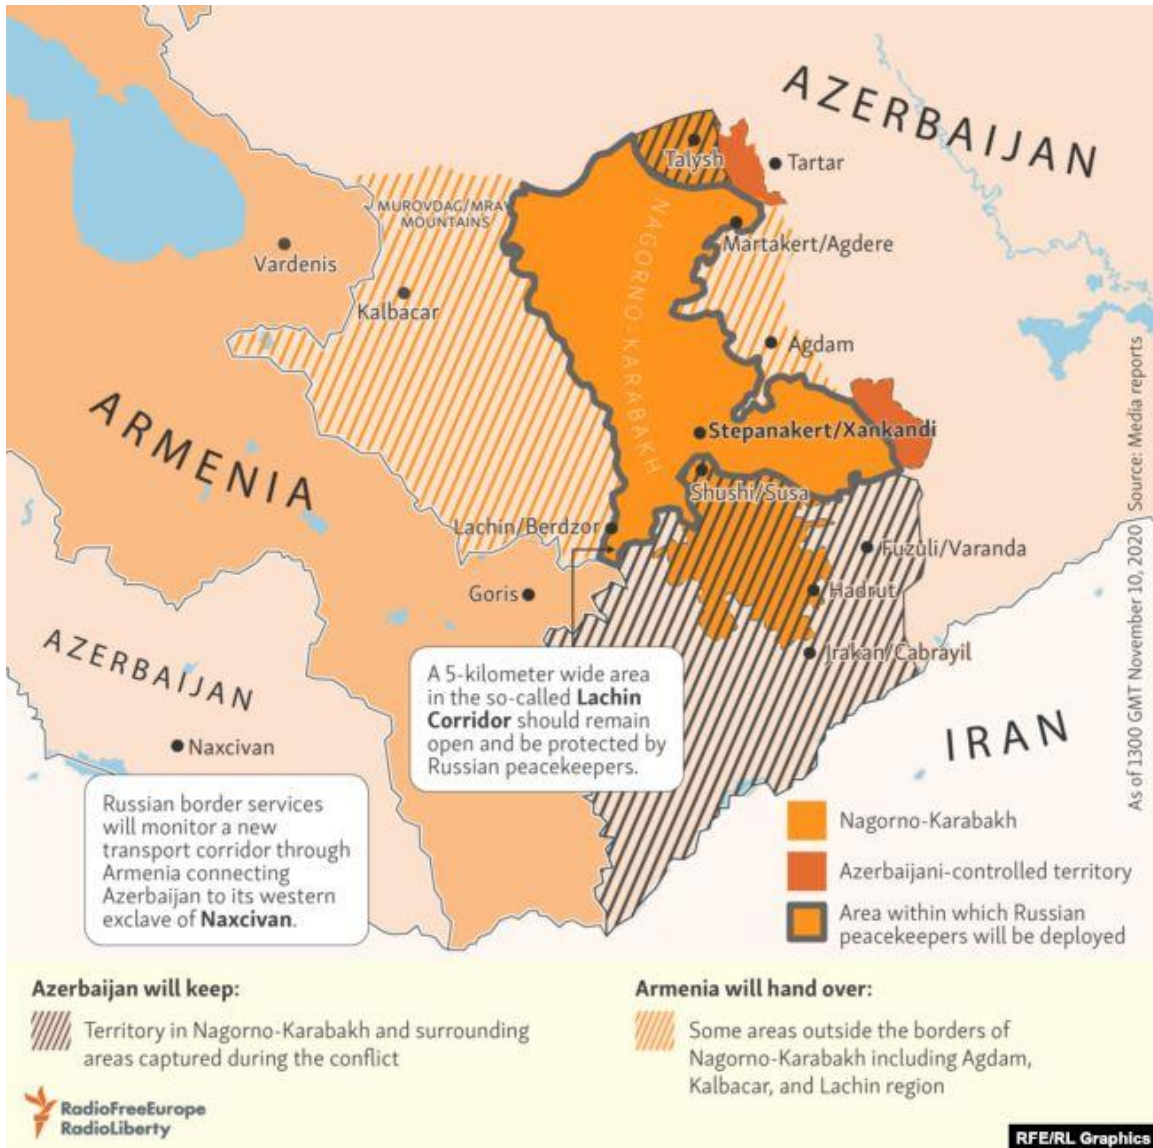 AZERBAIJAN
Talysh
Tartar
MUROVDAG/MRAV
MOUNTAINS
NAGORNO-KARABAKH
Martakert/Agdere
Vardenis
Kalbacar
Agdam
ARMENIA
Stepanakert/Xankandi
Shushi/Susa
Lachin/Berdzor
Fuzuli/Varanda
Goris
Hadrut
Jrakan/Cabrayil
AZERBAIJAN
Naxcivan
IRAN
A 5-kilometer wide area
in the so-called Lachin
Corridor should remain
open and be protected by
Russian peacekeepers.
Russian border services
will monitor a new
transport corridor through
Armenia connecting
Azerbaijan to its western
exclave of Naxcivan.
As of 1300 GMT November 10, 2020 Source: Media reports
Nagorno-Karabakh
Azerbaijani-controlled territory
Area within which Russian
peacekeepers will be deployed
Azerbaijan will keep:
Territory in Nagorno-Karabakh and surrounding
areas captured during the conflict
Armenia will hand over:
Some areas outside the borders of
Nagorno-Karabakh including Agdam,
Kalbacar, and Lachin region
RadioFreeEurope
RadioLiberty
RFE/RL Graphics